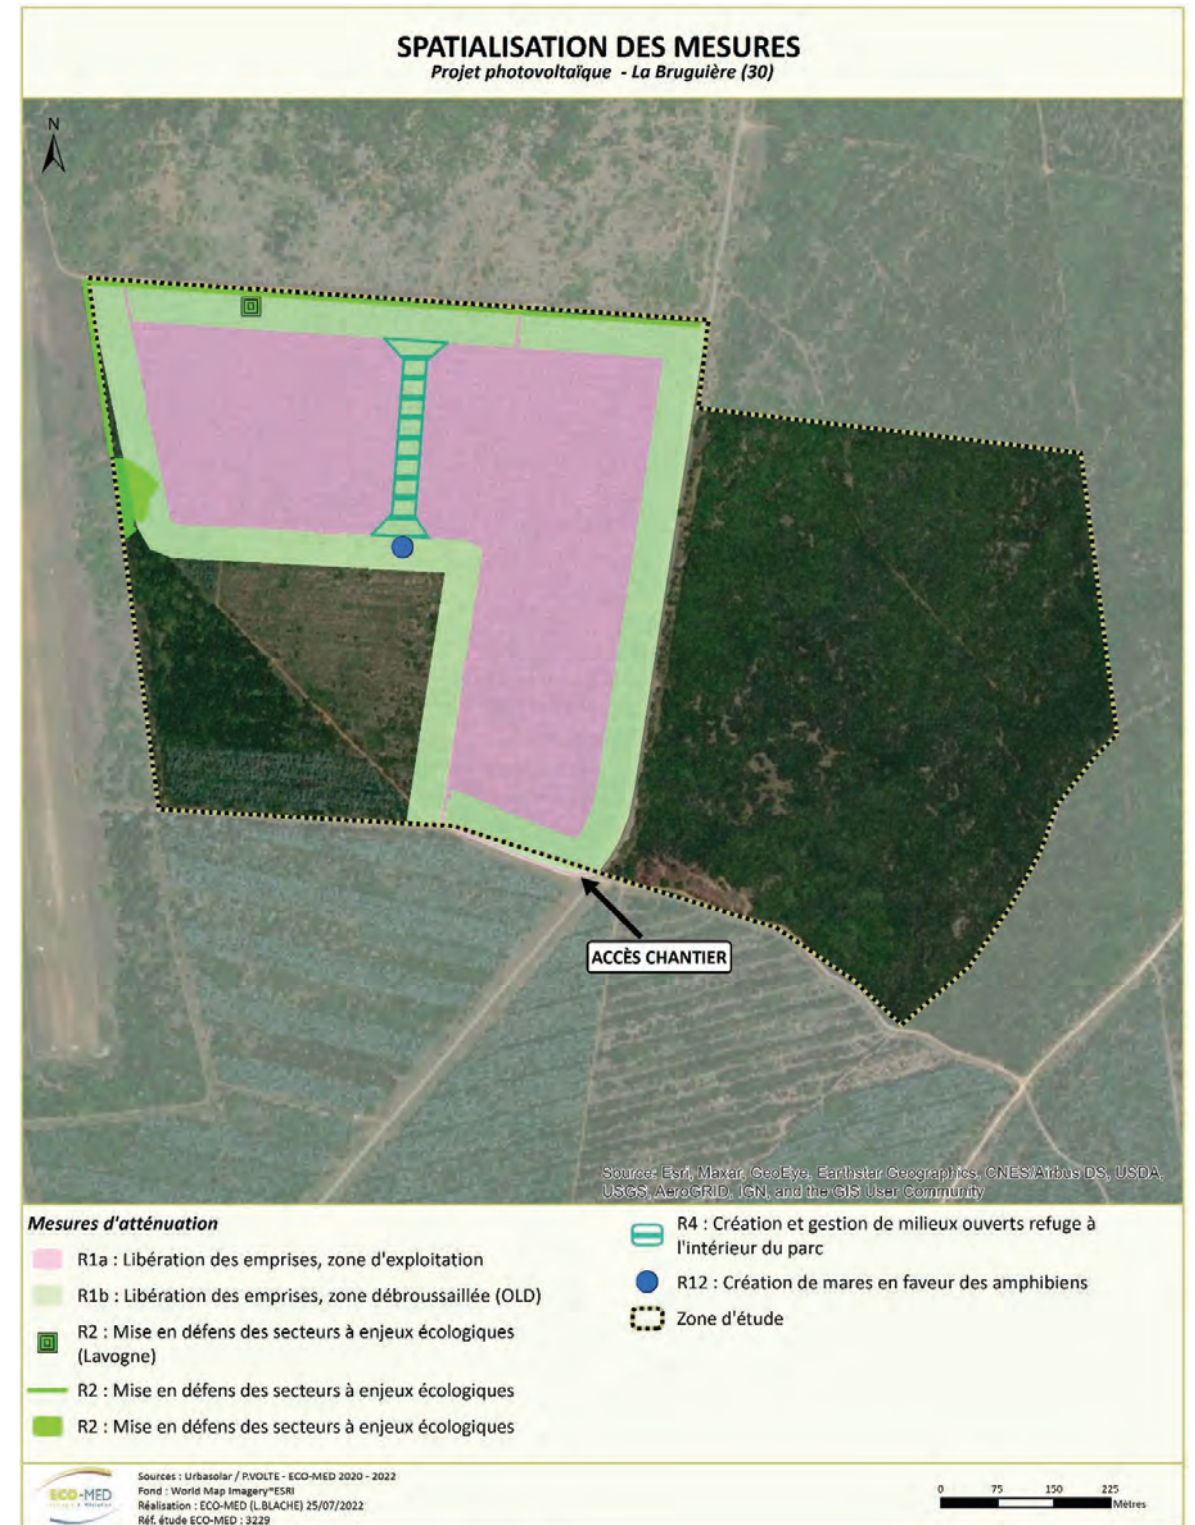 SPATIALISATION DES MESURES
Projet photovoltaïque - La Bruguière (30)
N
ACCÈS CHANTIER
Source: Esri, Maxar, GeoEye, Earthstar Geographics, CNES/Airbus DS, USDA,
USGS, AeroGRID, IGN, and the GIS User Community
Mesures d'atténuation
R1a : Libération des emprises, zone d'exploitation
R1b : Libération des emprises, zone débroussaillée (OLD)
R2 : Mise en défens des secteurs à enjeux écologiques
(Lavogne)
R2 : Mise en défens des secteurs à enjeux écologiques
R2 : Mise en défens des secteurs à enjeux écologiques
R4 : Création et gestion de milieux ouverts refuge à
l'intérieur du parc
R12 : Création de mares en faveur des amphibiens
Zone d'étude
ECO-MED
Sources : Urbasolar / P.VOLTE - ECO-MED 2020 - 2022
Fond : World Map Imagery°ESRI
Réalisation : ECO-MED (L.BLACHE) 25/07/2022
Réf. étude ECO-MED : 3229
0 75 150 225
Mètres